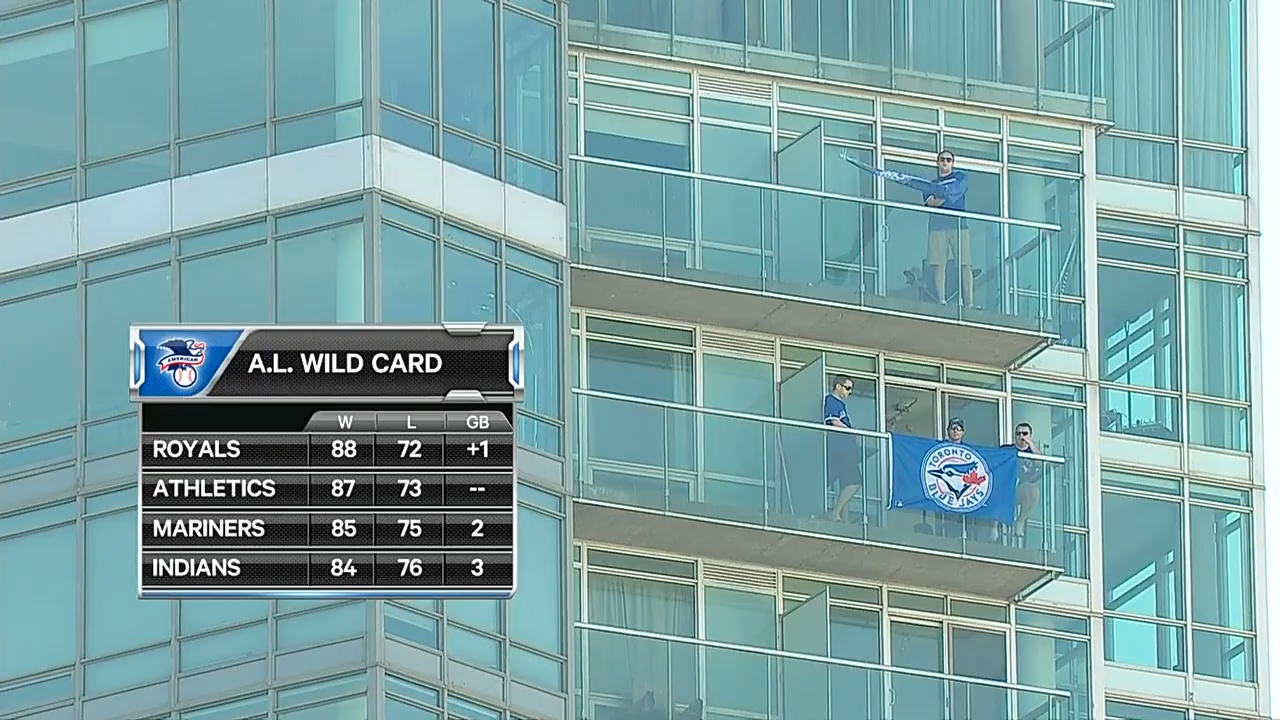 AMERICAN
A.L. WILD CARD
W L GB
ROYALS 88 72 +1
ATHLETICS 87 73 --
MARINERS 85 75 2
INDIANS 84 76 3
TORONTO
BLUE JAYS